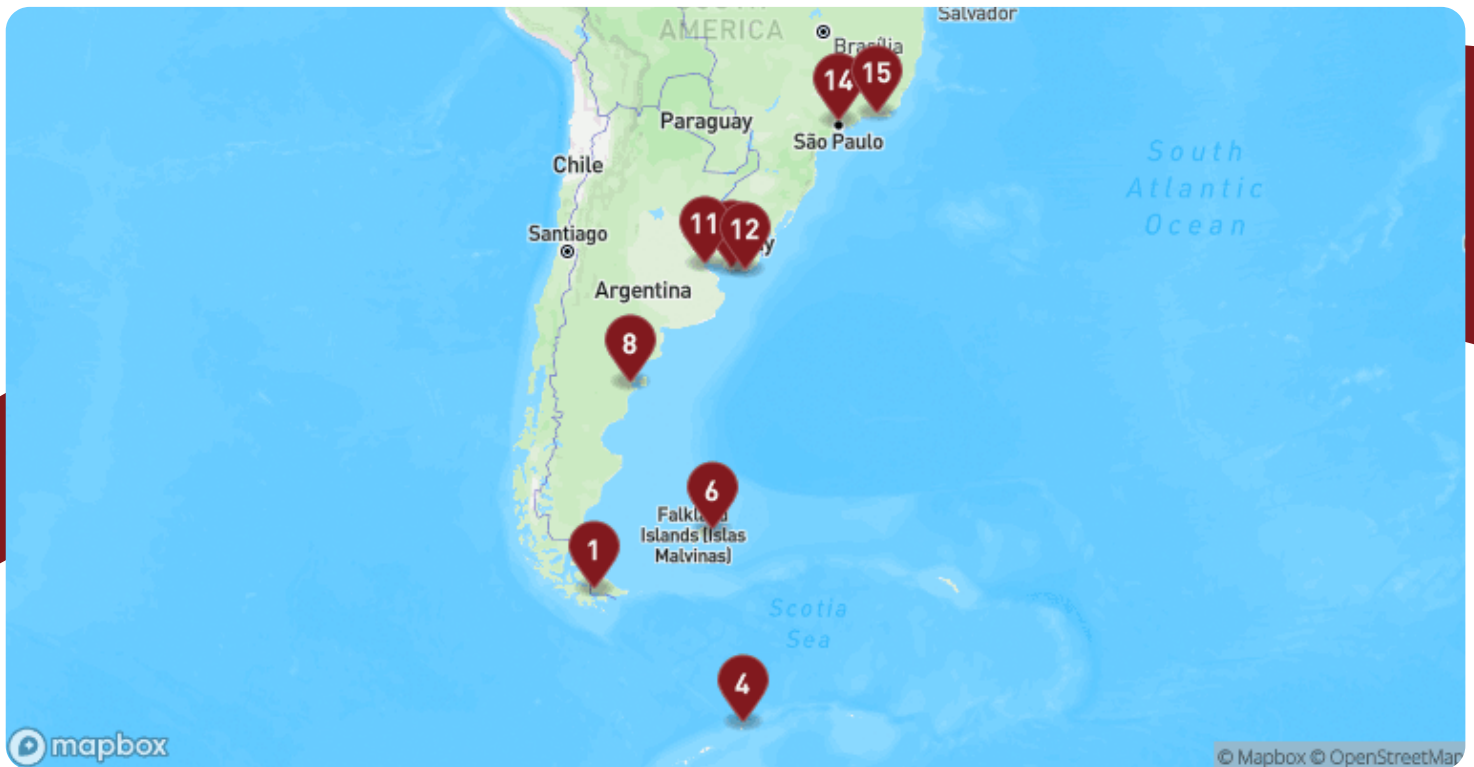 Salvador
AMERICA
Brasília
14
15
Paraguay
São Paulo
Chile
11
12
Santiago
Argentina
8
South
Atlantic
Ocean
6
Islands (Islas
Malvinas)
1
Scotia
Sea
4
mapbox
© Mapbox © OpenStreetMap